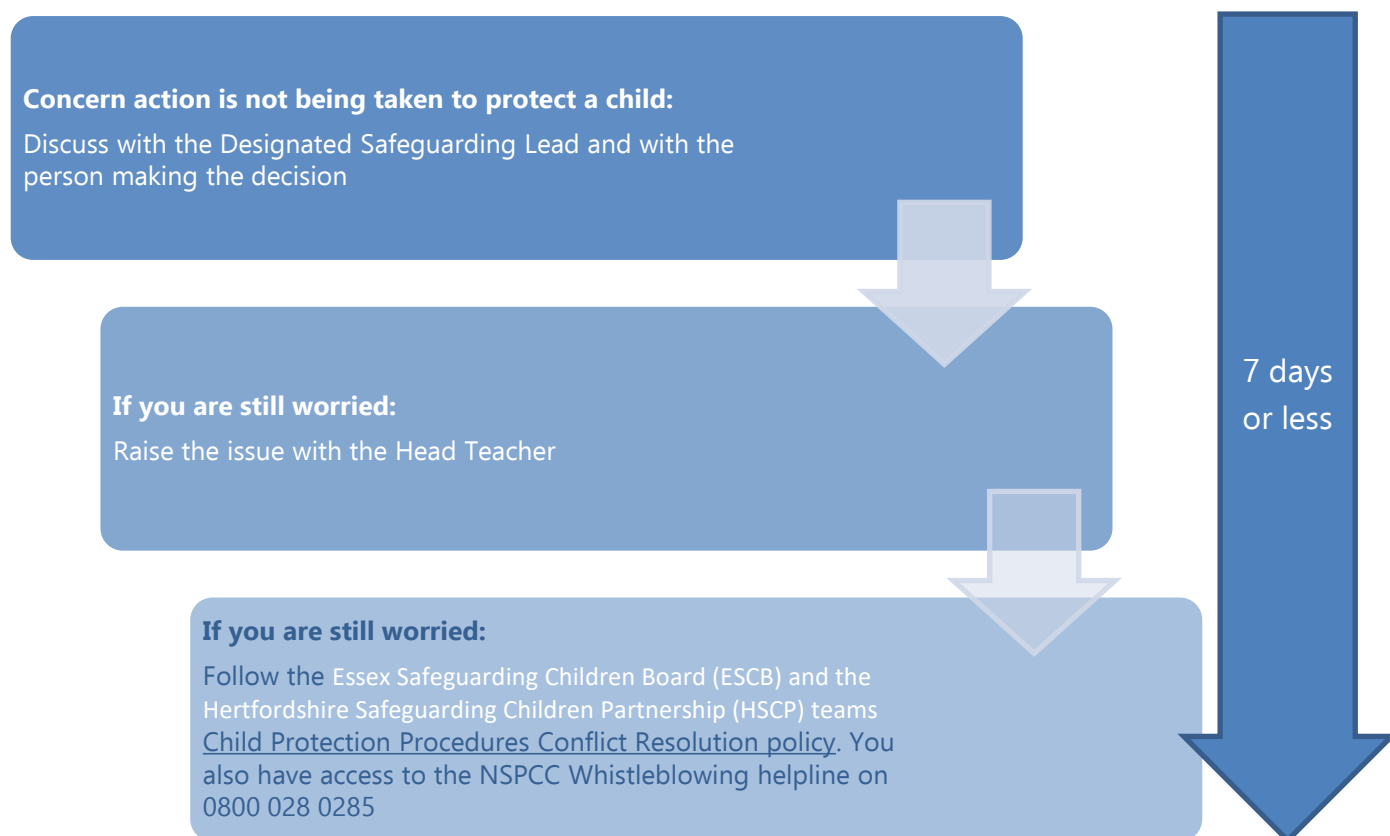 Concern action is not being taken to protect a child:
Discuss with the Designated Safeguarding Lead and with the
person making the decision
If you are still worried:
Raise the issue with the Head Teacher
If you are still worried:
Follow the Essex Safeguarding Children Board (ESCB) and the
Hertfordshire Safeguarding Children Partnership (HSCP) teams
Child Protection Procedures Conflict Resolution policy. You
also have access to the NSPCC Whistleblowing helpline on
0800 028 0285
7 days
or less